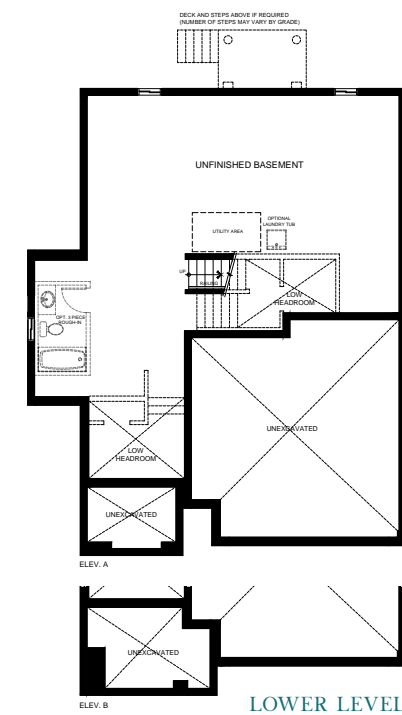 DECK AND STEPS ABOVE IF REQUIRED
(NUMBER OF STEPS MAY VARY BY GRADE)
UNFINISHED BASEMENT
OPTIONAL
LAUNDRY TUB
UTILITY AREA
UP
RAILING
LOW
HEADROOM
OPT. 3 PIECE
ROUGH-IN
UNEXCAVATED
LOW
HEADROOM
UNEXCAVATED
ELEV. A
UNEXCAVATED
ELEV. B
LOWER LEVEL